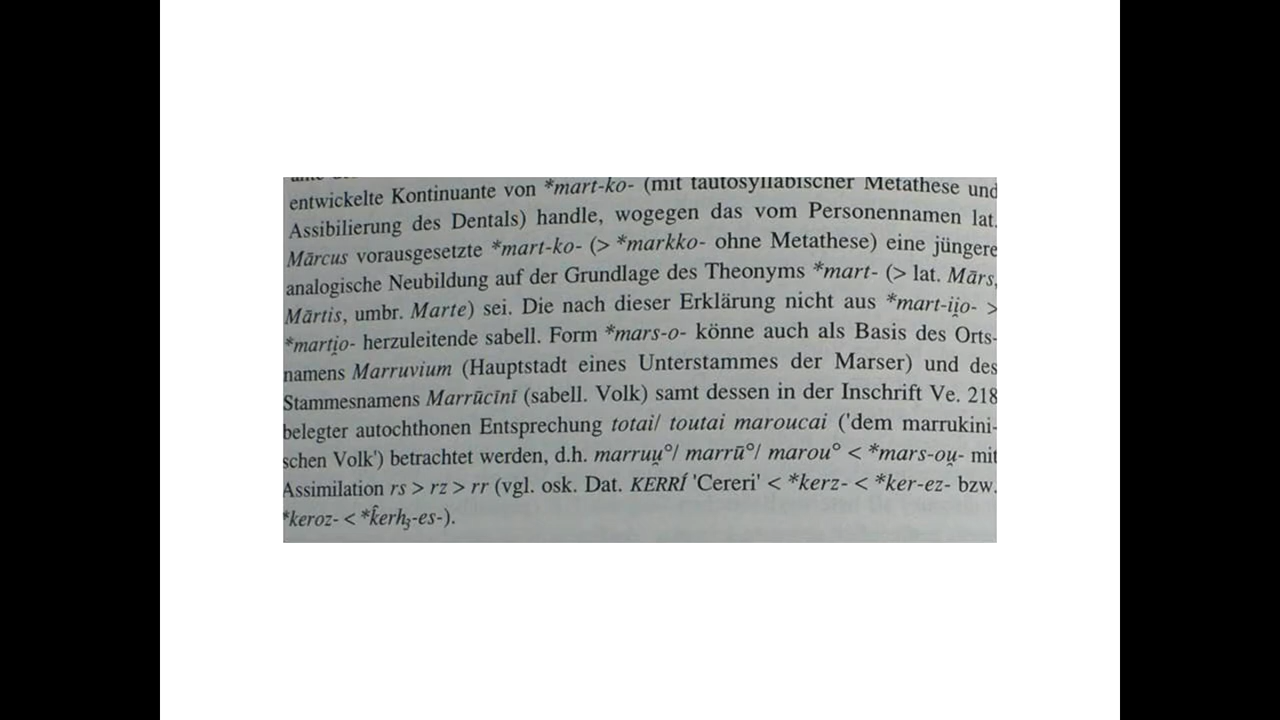 entwickelte Kontinuante von *mart-ko- (mit tautosyllabischer Metathese und
Assibilierung des Dentals) handle, wogegen das vom Personennamen lat.
Mārcus vorausgesetzte *mart-ko- (> *markko- ohne Metathese) eine jüngere
analogische Neubildung auf der Grundlage des Theonyms *mart- (> lat. Mārs,
Mārtis, umbr. Marte) sei. Die nach dieser Erklärung nicht aus *mart-ii̯o- >
*marti̯o- herzuleitende sabell. Form *mars-o- könne auch als Basis des Orts-
namens Marruvium (Hauptstadt eines Unterstammes der Marser) und des
Stammesnamens Marrūcīnī (sabell. Volk) samt dessen in der Inschrift Ve. 218
belegter autochthonen Entsprechung totai/ toutai maroucai ('dem marrukini-
schen Volk') betrachtet werden, d.h. marruu̯°/ marrū°/ marou° < *mars-ou̯- mit
Assimilation rs > rz > rr (vgl. osk. Dat. KERRÍ 'Cereri' < *kerz- < *ker-ez- bzw.
*keroz- < *k̂erh₃-es-).